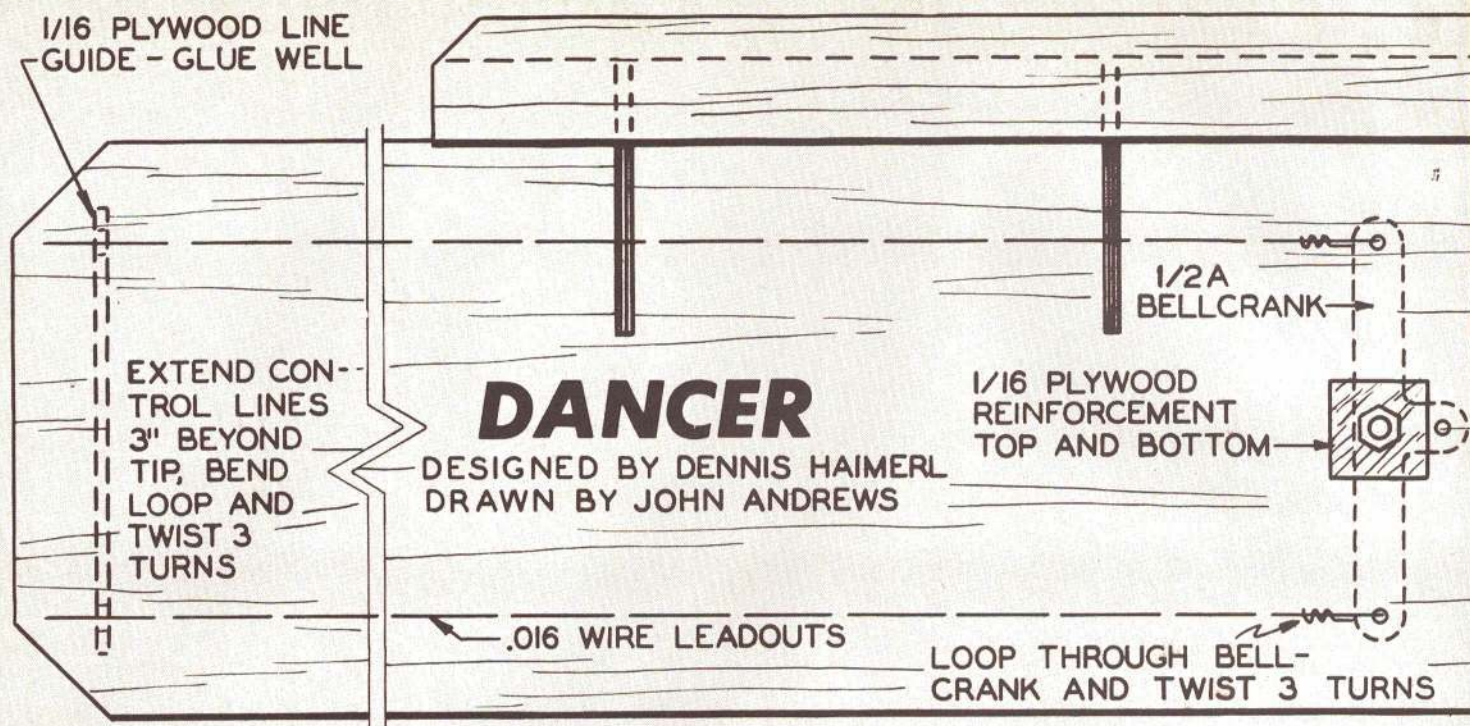 1/16 PLYWOOD LINE
GUIDE - GLUE WELL
EXTEND CON-
TROL LINES
3" BEYOND
TIP, BEND
LOOP AND
TWIST 3
TURNS
DANCER
DESIGNED BY DENNIS HAIMERL
DRAWN BY JOHN ANDREWS
1/2A
BELLCRANK
1/16 PLYWOOD
REINFORCEMENT
TOP AND BOTTOM
.016 WIRE LEADOUTS
LOOP THROUGH BELL-
CRANK AND TWIST 3 TURNS